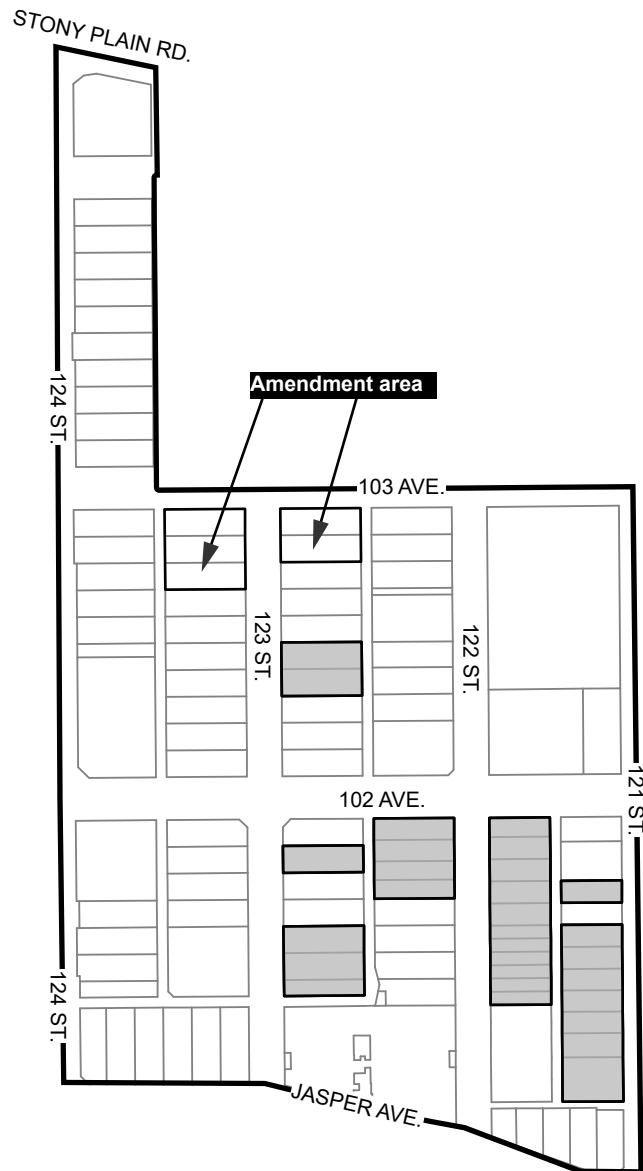 STONY PLAIN RD.
Amendment area
124 ST.
103 AVE.
123 ST.
122 ST.
121 ST.
102 AVE.
124 ST.
JASPER AVE.